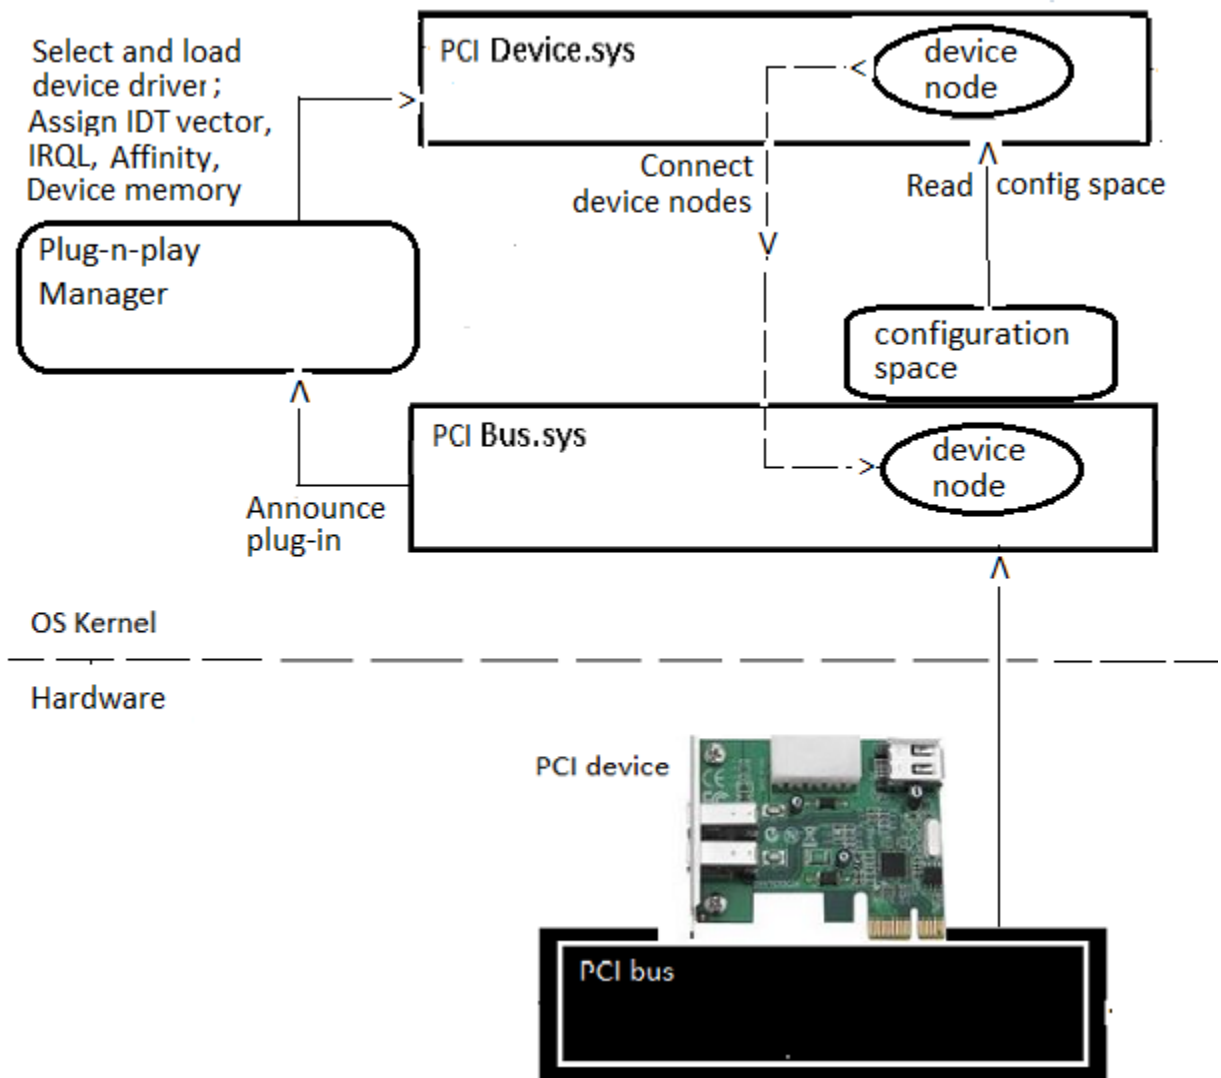 PCI Device.sys
device
node
Select and load
device driver;
Assign IDT vector,
IRQL, Affinity,
Device memory
Connect
device nodes
Read config space
Plug-n-play
Manager
configuration
space
PCI Bus.sys
device
node
Announce
plug-in
OS Kernel
Hardware
PCI device
PCI bus